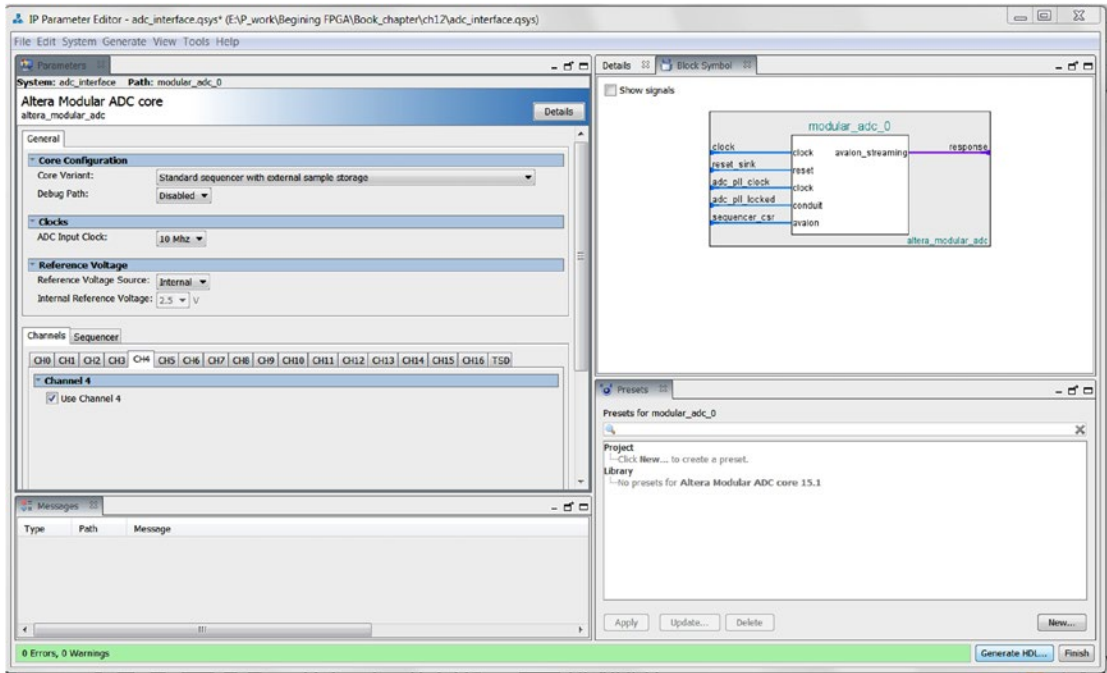 IP Parameter Editor - adc_interface.qsys* (E:\P_work\Begining FPGA\Book_chapter\ch12\adc_interface.qsys)
File Edit System Generate View Tools Help
Parameters
System: adc_interface Path: modular_adc_0
Altera Modular ADC core
altera_modular_adc
Details
General
Core Configuration
Core Variant: Standard sequencer with external sample storage
Debug Path: Disabled
Clocks
ADC Input Clock: 10 Mhz
Reference Voltage
Reference Voltage Source: Internal
Internal Reference Voltage: 2.5 V
Channels Sequencer
CH0 CH1 CH2 CH3 CH4 CH5 CH6 CH7 CH8 CH9 CH10 CH11 CH12 CH13 CH14 CH15 CH16 TSD
Channel 4
Use Channel 4
Messages
Type Path Message
0 Errors, 0 Warnings
Details Block Symbol
Show signals
modular_adc_0
clock clock avalon_streaming response
reset_sink reset
adc_pll_clock clock
adc_pll_locked conduit
sequencer_csr avalon
altera_modular_adc
Presets
Presets for modular_adc_0
Project
Click New... to create a preset.
Library
No presets for Altera Modular ADC core 15.1
Apply Update... Delete New...
Generate HDL... Finish